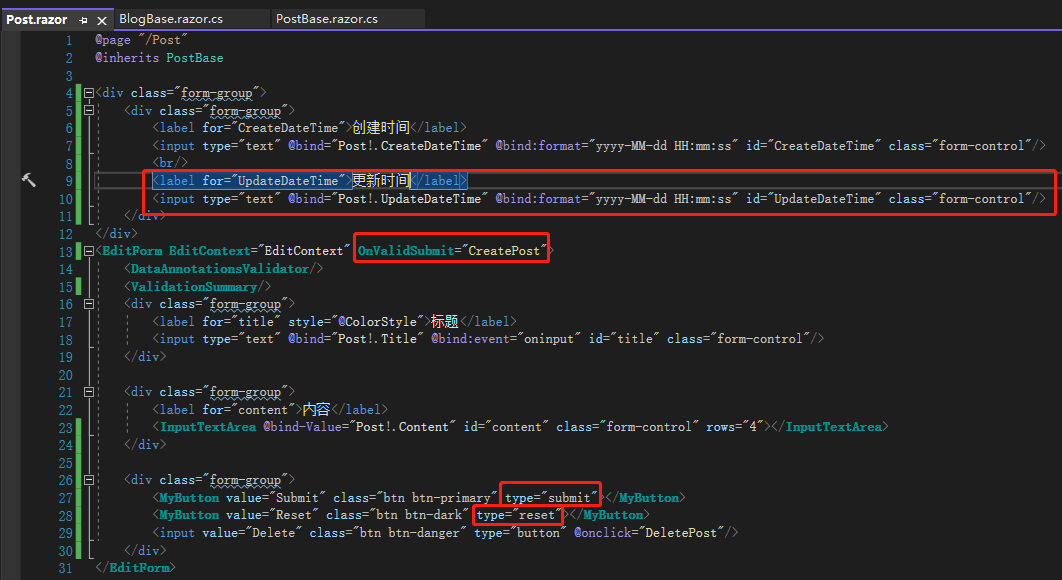 Post.razor BlogBase.razor.cs PostBase.razor.cs
1 @page "/Post"
2 @inherits PostBase
3
4 <div class="form-group">
5 <div class="form-group">
6 <label for="CreateDateTime">创建时间</label>
7 <input type="text" @bind="Post!.CreateDateTime" @bind:format="yyyy-MM-dd HH:mm:ss" id="CreateDateTime" class="form-control"/>
8 <br/>
9 <label for="UpdateDateTime">更新时间</label>
10 <input type="text" @bind="Post!.UpdateDateTime" @bind:format="yyyy-MM-dd HH:mm:ss" id="UpdateDateTime" class="form-control"/>
11 </div>
12 </div>
13 <EditForm EditContext="EditContext" OnValidSubmit="CreatePost">
14 <DataAnnotationsValidator/>
15 <ValidationSummary/>
16 <div class="form-group">
17 <label for="title" style="@ColorStyle">标题</label>
18 <input type="text" @bind="Post!.Title" @bind:event="oninput" id="title" class="form-control"/>
19 </div>
20
21 <div class="form-group">
22 <label for="content">内容</label>
23 <InputTextArea @bind-Value="Post!.Content" id="content" class="form-control" rows="4"></InputTextArea>
24 </div>
25
26 <div class="form-group">
27 <MyButton value="Submit" class="btn btn-primary" type="submit"></MyButton>
28 <MyButton value="Reset" class="btn btn-dark" type="reset"></MyButton>
29 <input value="Delete" class="btn btn-danger" type="button" @onclick="DeletePost"/>
30 </div>
31 </EditForm>